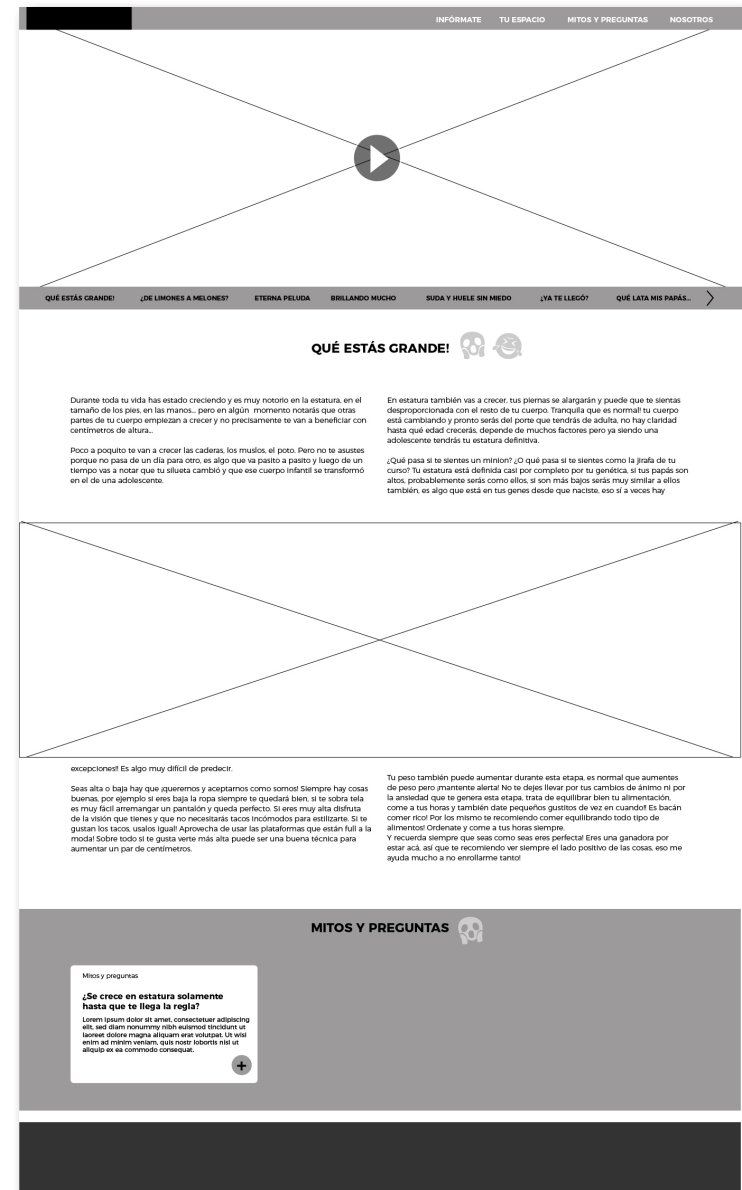 INFÓRMATE TU ESPACIO MITOS Y PREGUNTAS NOSOTROS
QUÉ ESTÁS GRANDE! ¿DE LIMONES A MELONES? ETERNA PELUDA BRILLANDO MUCHO SUDA Y HUELE SIN MIEDO ¿YA TE LLEGÓ? QUÉ LATA MIS PAPÁS...
QUÉ ESTÁS GRANDE!
Durante toda tu vida has estado creciendo y es muy notorio en la estatura, en el
tamaño de los pies, en las manos... pero en algún momento notarás que otras
partes de tu cuerpo empiezan a crecer y no precisamente te van a beneficiar con
centímetros de altura...
Poco a poquito te van a crecer las caderas, los muslos, el poto. Pero no te asustes
porque no pasa de un día para otro, es algo que va pasito a pasito y luego de un
tiempo vas a notar que tu silueta cambió y que ese cuerpo infantil se transformó
en el de una adolescente.
En estatura también vas a crecer, tus piernas se alargarán y puede que te sientas
desproporcionada con el resto de tu cuerpo. Tranquila que es normal! tu cuerpo
está cambiando y pronto serás del porte que tendrás de adulta, no hay claridad
hasta qué edad crecerás, depende de muchos factores pero ya siendo una
adolescente tendrás tu estatura definitiva.
¿Qué pasa si te sientes un minion? ¿O qué pasa si te sientes como la jirafa de tu
curso? Tu estatura está definida casi por completo por tu genética, si tus papás son
altos, probablemente serás como ellos, si son más bajos serás muy similar a ellos
también, es algo que está en tus genes desde que naciste, eso sí a veces hay
excepciones!! Es algo muy difícil de predecir.
Seas alta o baja hay que ¡queremos y aceptarnos como somos! Siempre hay cosas
buenas, por ejemplo si eres baja la ropa siempre te quedará bien, si te sobra tela
es muy fácil arremangar un pantalón y queda perfecto. Si eres muy alta disfruta
de la visión que tienes y que no necesitarás tacos incómodos para estilizarte. Si te
gustan los tacos, usalos igual! Aprovecha de usar las plataformas que están full a la
moda! Sobre todo si te gusta verte más alta puede ser una buena técnica para
aumentar un par de centímetros.
Tu peso también puede aumentar durante esta etapa, es normal que aumentes
de peso pero ¡mantente alerta! No te dejes llevar por tus cambios de ánimo ni por
la ansiedad que te genera esta etapa, trata de equilibrar bien tu alimentación,
come a tus horas y también date pequeños gustitos de vez en cuando!! Es bacán
comer rico! Por los mismo te recomiendo comer equilibrando todo tipo de
alimentos! Ordenate y come a tus horas siempre.
Y recuerda siempre que seas como seas eres perfecta! Eres una ganadora por
estar acá, así que te recomiendo ver siempre el lado positivo de las cosas, eso me
ayuda mucho a no enrollarme tanto!
MITOS Y PREGUNTAS
Mitos y preguntas
¿Se crece en estatura solamente
hasta que te llega la regla?
Lorem ipsum dolor sit amet, consectetuer adipiscing
elit, sed diam nonummy nibh euismod tincidunt ut
laoreet dolore magna aliquam erat volutpat. Ut wisi
enim ad minim veniam, quis nostr lobortis nisl ut
aliquip ex ea commodo consequat.
+